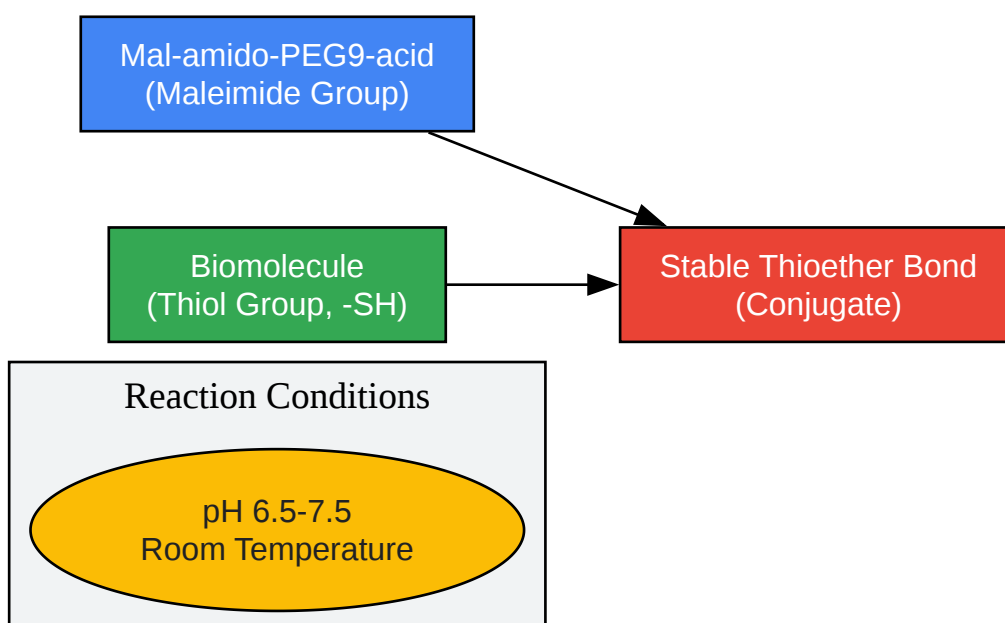 Mal-amido-PEG9-acid
(Maleimide Group)
Biomolecule
(Thiol Group, -SH)
Stable Thioether Bond
(Conjugate)
Reaction Conditions
pH 6.5-7.5
Room Temperature